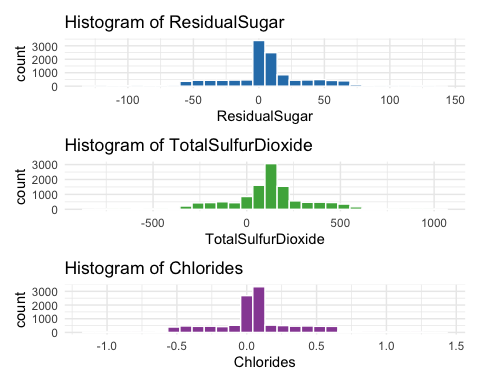 Histogram of ResidualSugar
count
3000
2000
1000
0
-100 -50 0 50 100 150
ResidualSugar
Histogram of TotalSulfurDioxide
count
3000
2000
1000
0
-500 0 500 1000
TotalSulfurDioxide
Histogram of Chlorides
count
3000
2000
1000
0
-1.0 -0.5 0.0 0.5 1.0 1.5
Chlorides